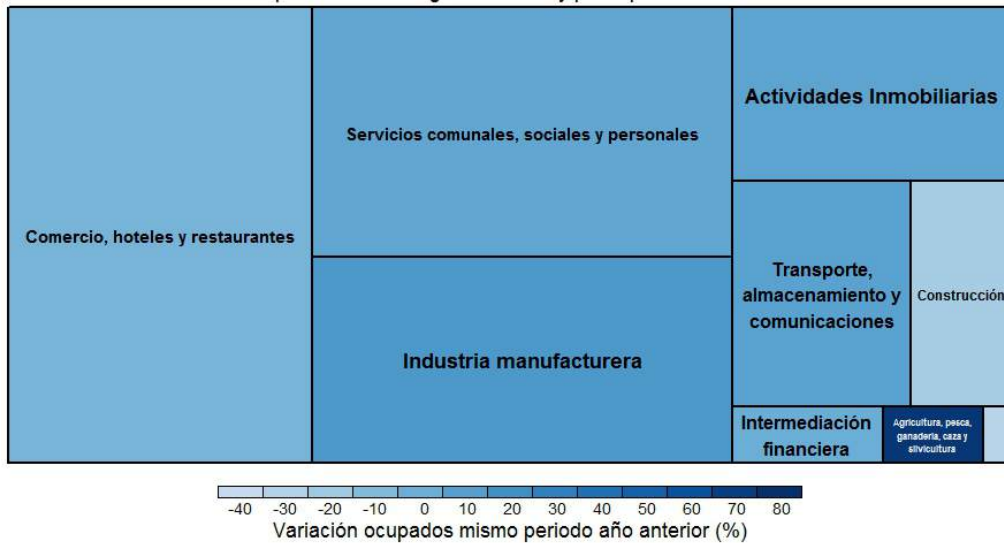 Comercio, hoteles y restaurantes
Servicios comunales, sociales y personales
Industria manufacturera
Actividades Inmobiliarias
Transporte,
almacenamiento y
comunicaciones
Construcción
Intermediación
financiera
Agricultura, pesca,
ganadería, caza y
silvicultura
-40 -30 -20 -10 0 10 20 30 40 50 60 70 80
Variación ocupados mismo periodo año anterior (%)